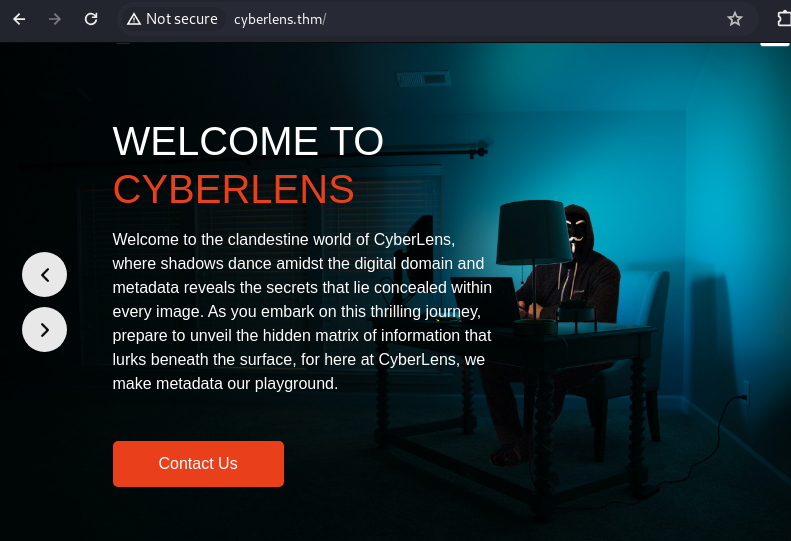 Not secure cyberlens.thm/
WELCOME TO
CYBERLENS
Welcome to the clandestine world of CyberLens,
where shadows dance amidst the digital domain and
metadata reveals the secrets that lie concealed within
every image. As you embark on this thrilling journey,
prepare to unveil the hidden matrix of information that
lurks beneath the surface, for here at CyberLens, we
make metadata our playground.
Contact Us